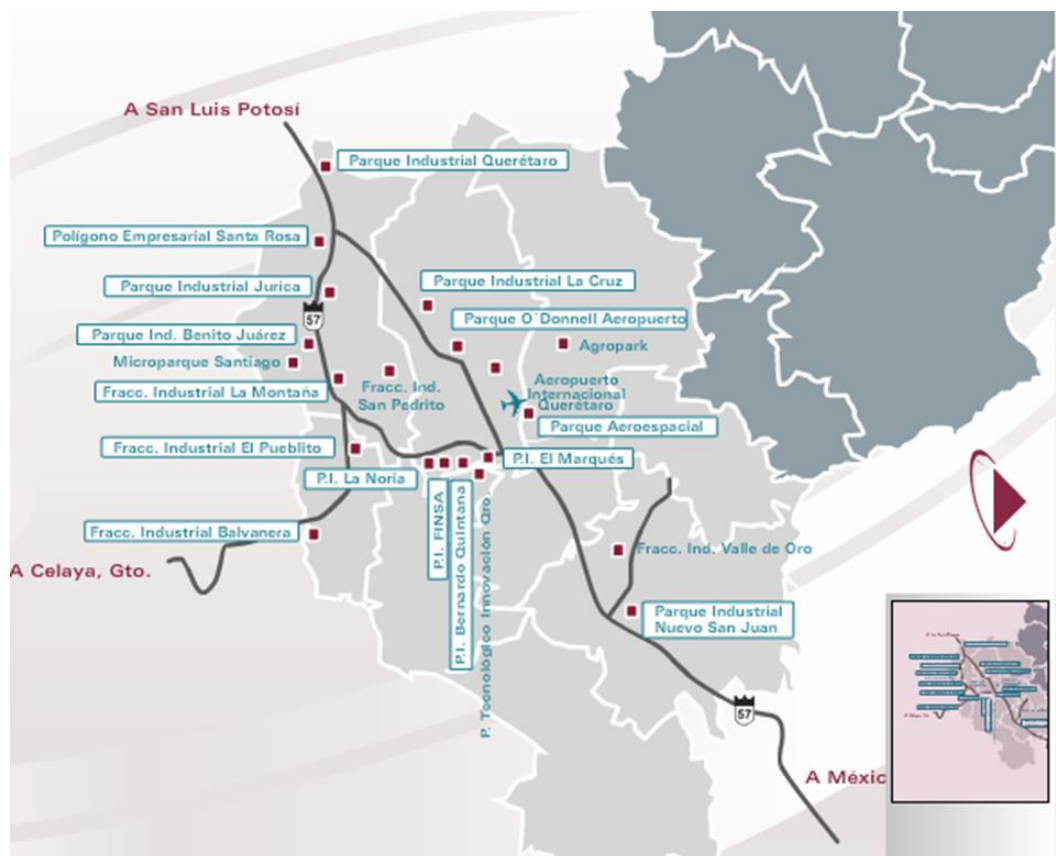 A San Luis Potosí
Parque Industrial Querétaro
Polígono Empresarial Santa Rosa
Parque Industrial La Cruz
Parque Industrial Jurica
57
Parque O´Donnell Aeropuerto
Parque Ind. Benito Juárez
Agropark
Microparque Santiago
Fracc. Industrial La Montaña
Fracc. Ind.
San Pedrito
Aeropuerto
Internacional
Querétaro
Parque Aeroespacial
Fracc. Industrial El Pueblito
P.I. El Marqués
P.I. La Noria
P.I. FINSA
P.I. Bernardo Quintana
P. Tecnológico Innovación Qro.
Fracc. Industrial Balvanera
Fracc. Ind. Valle de Oro
A Celaya, Gto.
Parque Industrial
Nuevo San Juan
57
A Méxic